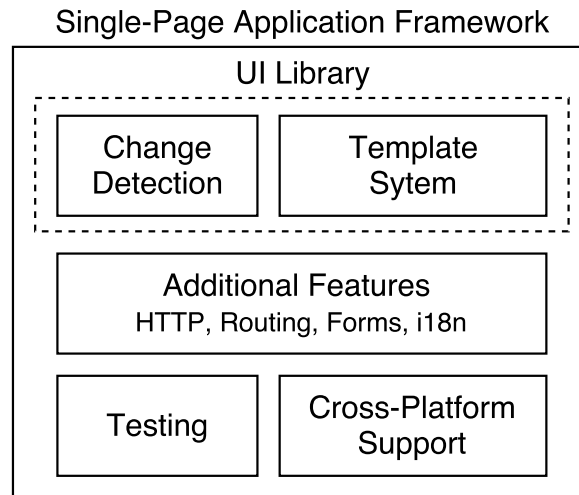 Single-Page Application Framework
UI Library
Change
Detection
Template
Sytem
Additional Features
HTTP, Routing, Forms, i18n
Testing
Cross-Platform
Support